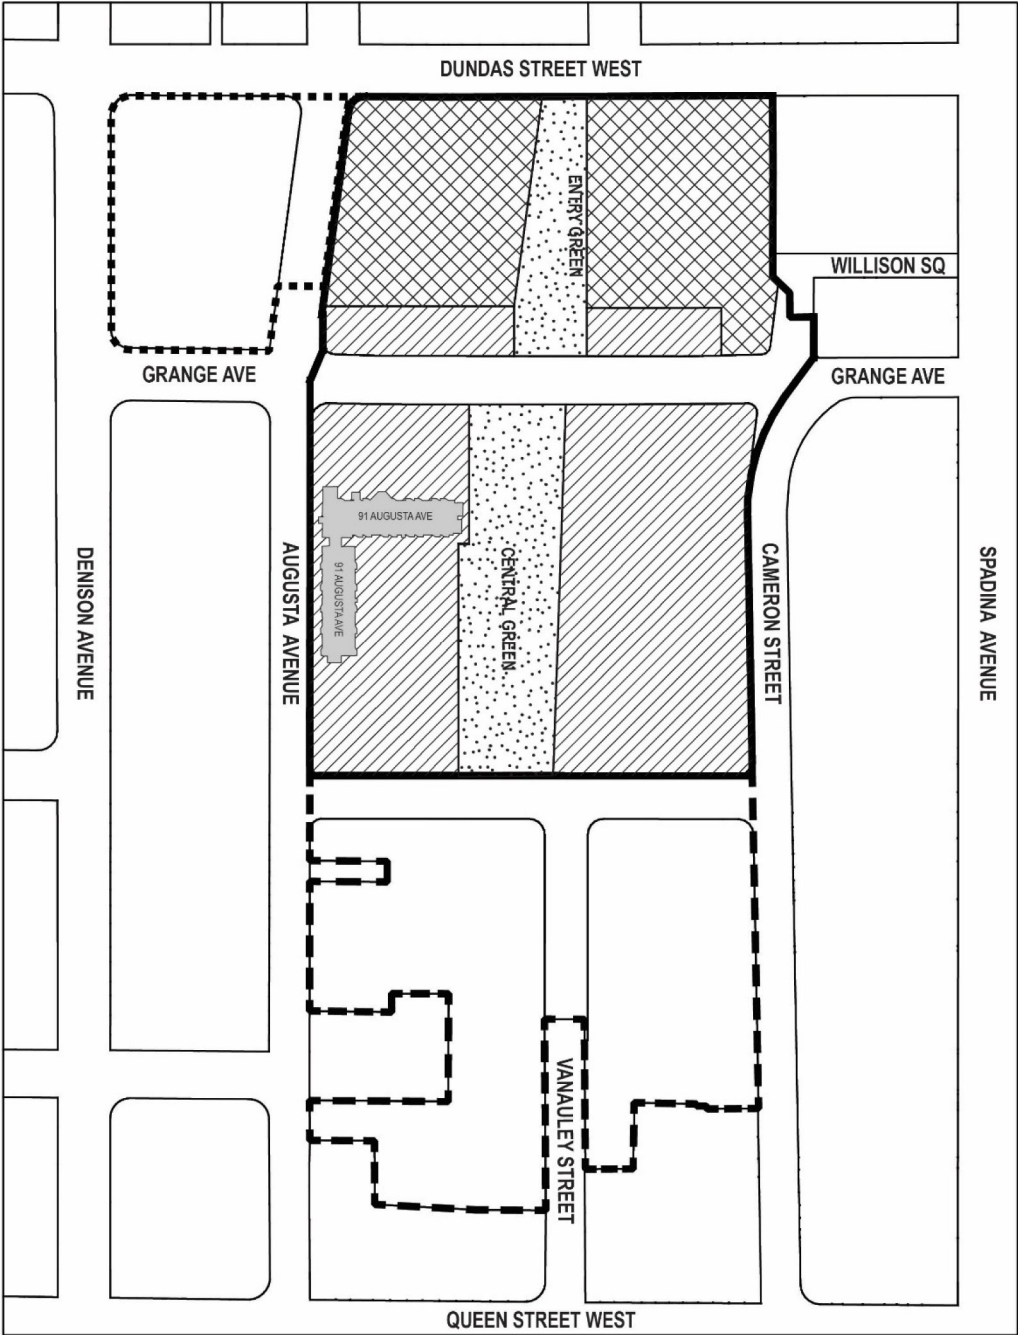 DUNDAS STREET WEST
ENTRY GREEN
WILLISON SQ
GRANGE AVE
GRANGE AVE
91 AUGUSTA AVE
91 AUGUSTA AVE
CENTRAL GREEN
DENISON AVENUE
AUGUSTA AVENUE
CAMERON STREET
SPADINA AVENUE
VANAULEY STREET
QUEEN STREET WEST